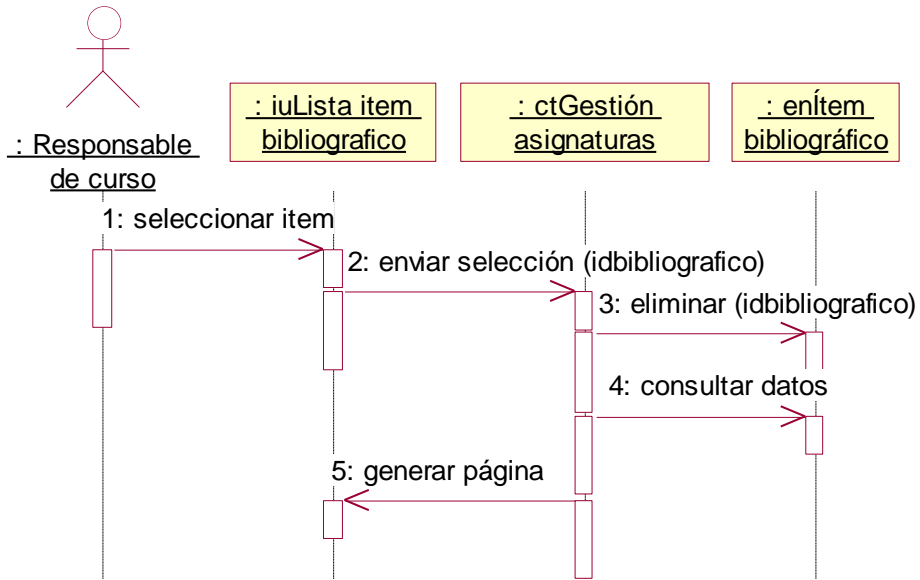 : iuLista item
bibliografico
: ctGestión
asignaturas
: enÍtem
bibliográfico
: Responsable
de curso
1: seleccionar item
2: enviar selección (idbibliografico)
3: eliminar (idbibliografico)
4: consultar datos
5: generar página